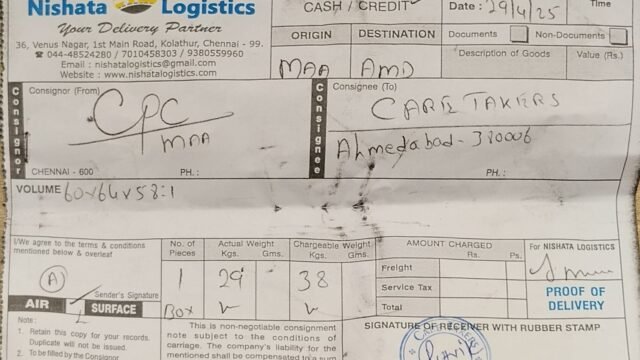 Nishata Logistics
Your Delivery Partner
36, Venus Nagar, 1st Main Road, Kolathur, Chennai - 99.
☎ 044-48524280 / 7010458303 / 9380559960
Email : nishatalogistics@gmail.com
Website : www.nishatalogistics.com
CASH / CREDIT
Date : 29/4/25
Time
ORIGIN
DESTINATION
Documents
Non-Documents
MAA
AMD
Description of Goods
Value (Rs.)
Consignor
Consignor (From)
CPC
MAA
CHENNAI - 600
PH. :
Consignee
Consignee (To)
CARE TAKERS
Ahmedabad - 380006
PH. :
VOLUME
60x64x58:1
I/We agree to the terms & conditions
mentioned below & overleaf
A
Sender's Signature
AIR
SURFACE
No. of
Pieces
Actual Weight
Kgs. Gms.
Chargeable Weight
Kgs. Gms.
1
29
38
BOX
AMOUNT CHARGED
Rs. Ps.
Freight
Service Tax
Total
For NISHATA LOGISTICS
PROOF OF
DELIVERY
Note :
1. Retain this copy for your records.
Duplicate will not be issued.
2. To be filled by the Consignor
This is non-negotiable consignment
note subject to the conditions of
carriage. The company's liability for
the mentioned shall be compensated to a
SIGNATURE OF RECEIVER WITH RUBBER STAMP